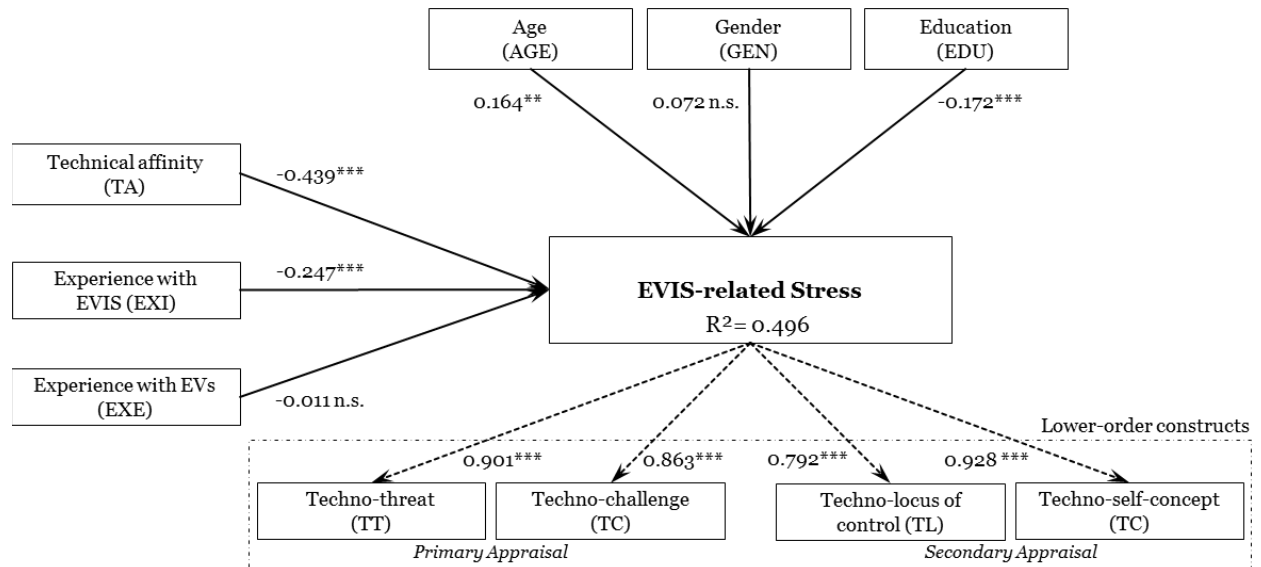 Age
(AGE)
Gender
(GEN)
Education
(EDU)
0.164**
0.072 n.s.
-0.172***
Technical affinity
(TA)
-0.439***
Experience with
EVIS (EXI)
-0.247***
EVIS-related Stress
R²= 0.496
Experience with EVs
(EXE)
-0.011 n.s.
Lower-order constructs
0.901***
0.863***
0.792***
0.928 ***
Techno-threat
(TT)
Techno-challenge
(TC)
Techno-locus of
control (TL)
Techno-self-concept
(TC)
Primary Appraisal
Secondary Appraisal